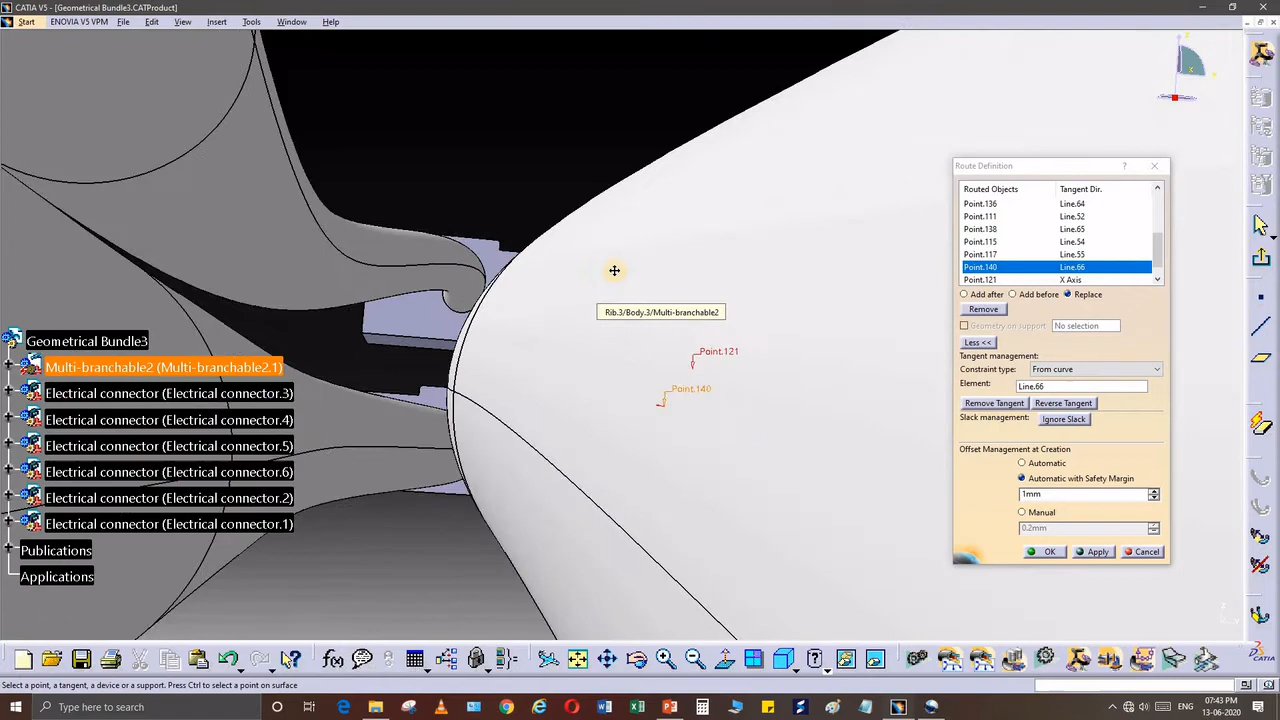 CATIA V5 - [Geometrical Bundle3.CATProduct]
Start ENOVIA V5 VPM File Edit View Insert Tools Window Help
Route Definition ?
Routed Objects Tangent Dir.
Point.136 Line.64
Point.111 Line.52
Point.138 Line.65
Point.115 Line.54
Point.117 Line.55
Point.140 Line.66
Point.121 X Axis
Add after Add before Replace
Remove
Geometry on support No selection
Less <<
Tangent management:
Constraint type: From curve
Element: Line.66
Remove Tangent Reverse Tangent
Slack management: Ignore Slack
Offset Management at Creation
Automatic
Automatic with Safety Margin
1mm
Manual
0.2mm
OK Apply Cancel
Rib.3/Body.3/Multi-branchable2
Point.121
Point.140
Geometrical Bundle3
Multi-branchable2 (Multi-branchable2.1)
Electrical connector (Electrical connector.3)
Electrical connector (Electrical connector.4)
Electrical connector (Electrical connector.5)
Electrical connector (Electrical connector.6)
Electrical connector (Electrical connector.2)
Electrical connector (Electrical connector.1)
Publications
Applications
Select a point, a tangent, a device or a support. Press Ctrl to select a point on surface
Type here to search
ENG
07:43 PM
13-06-2020